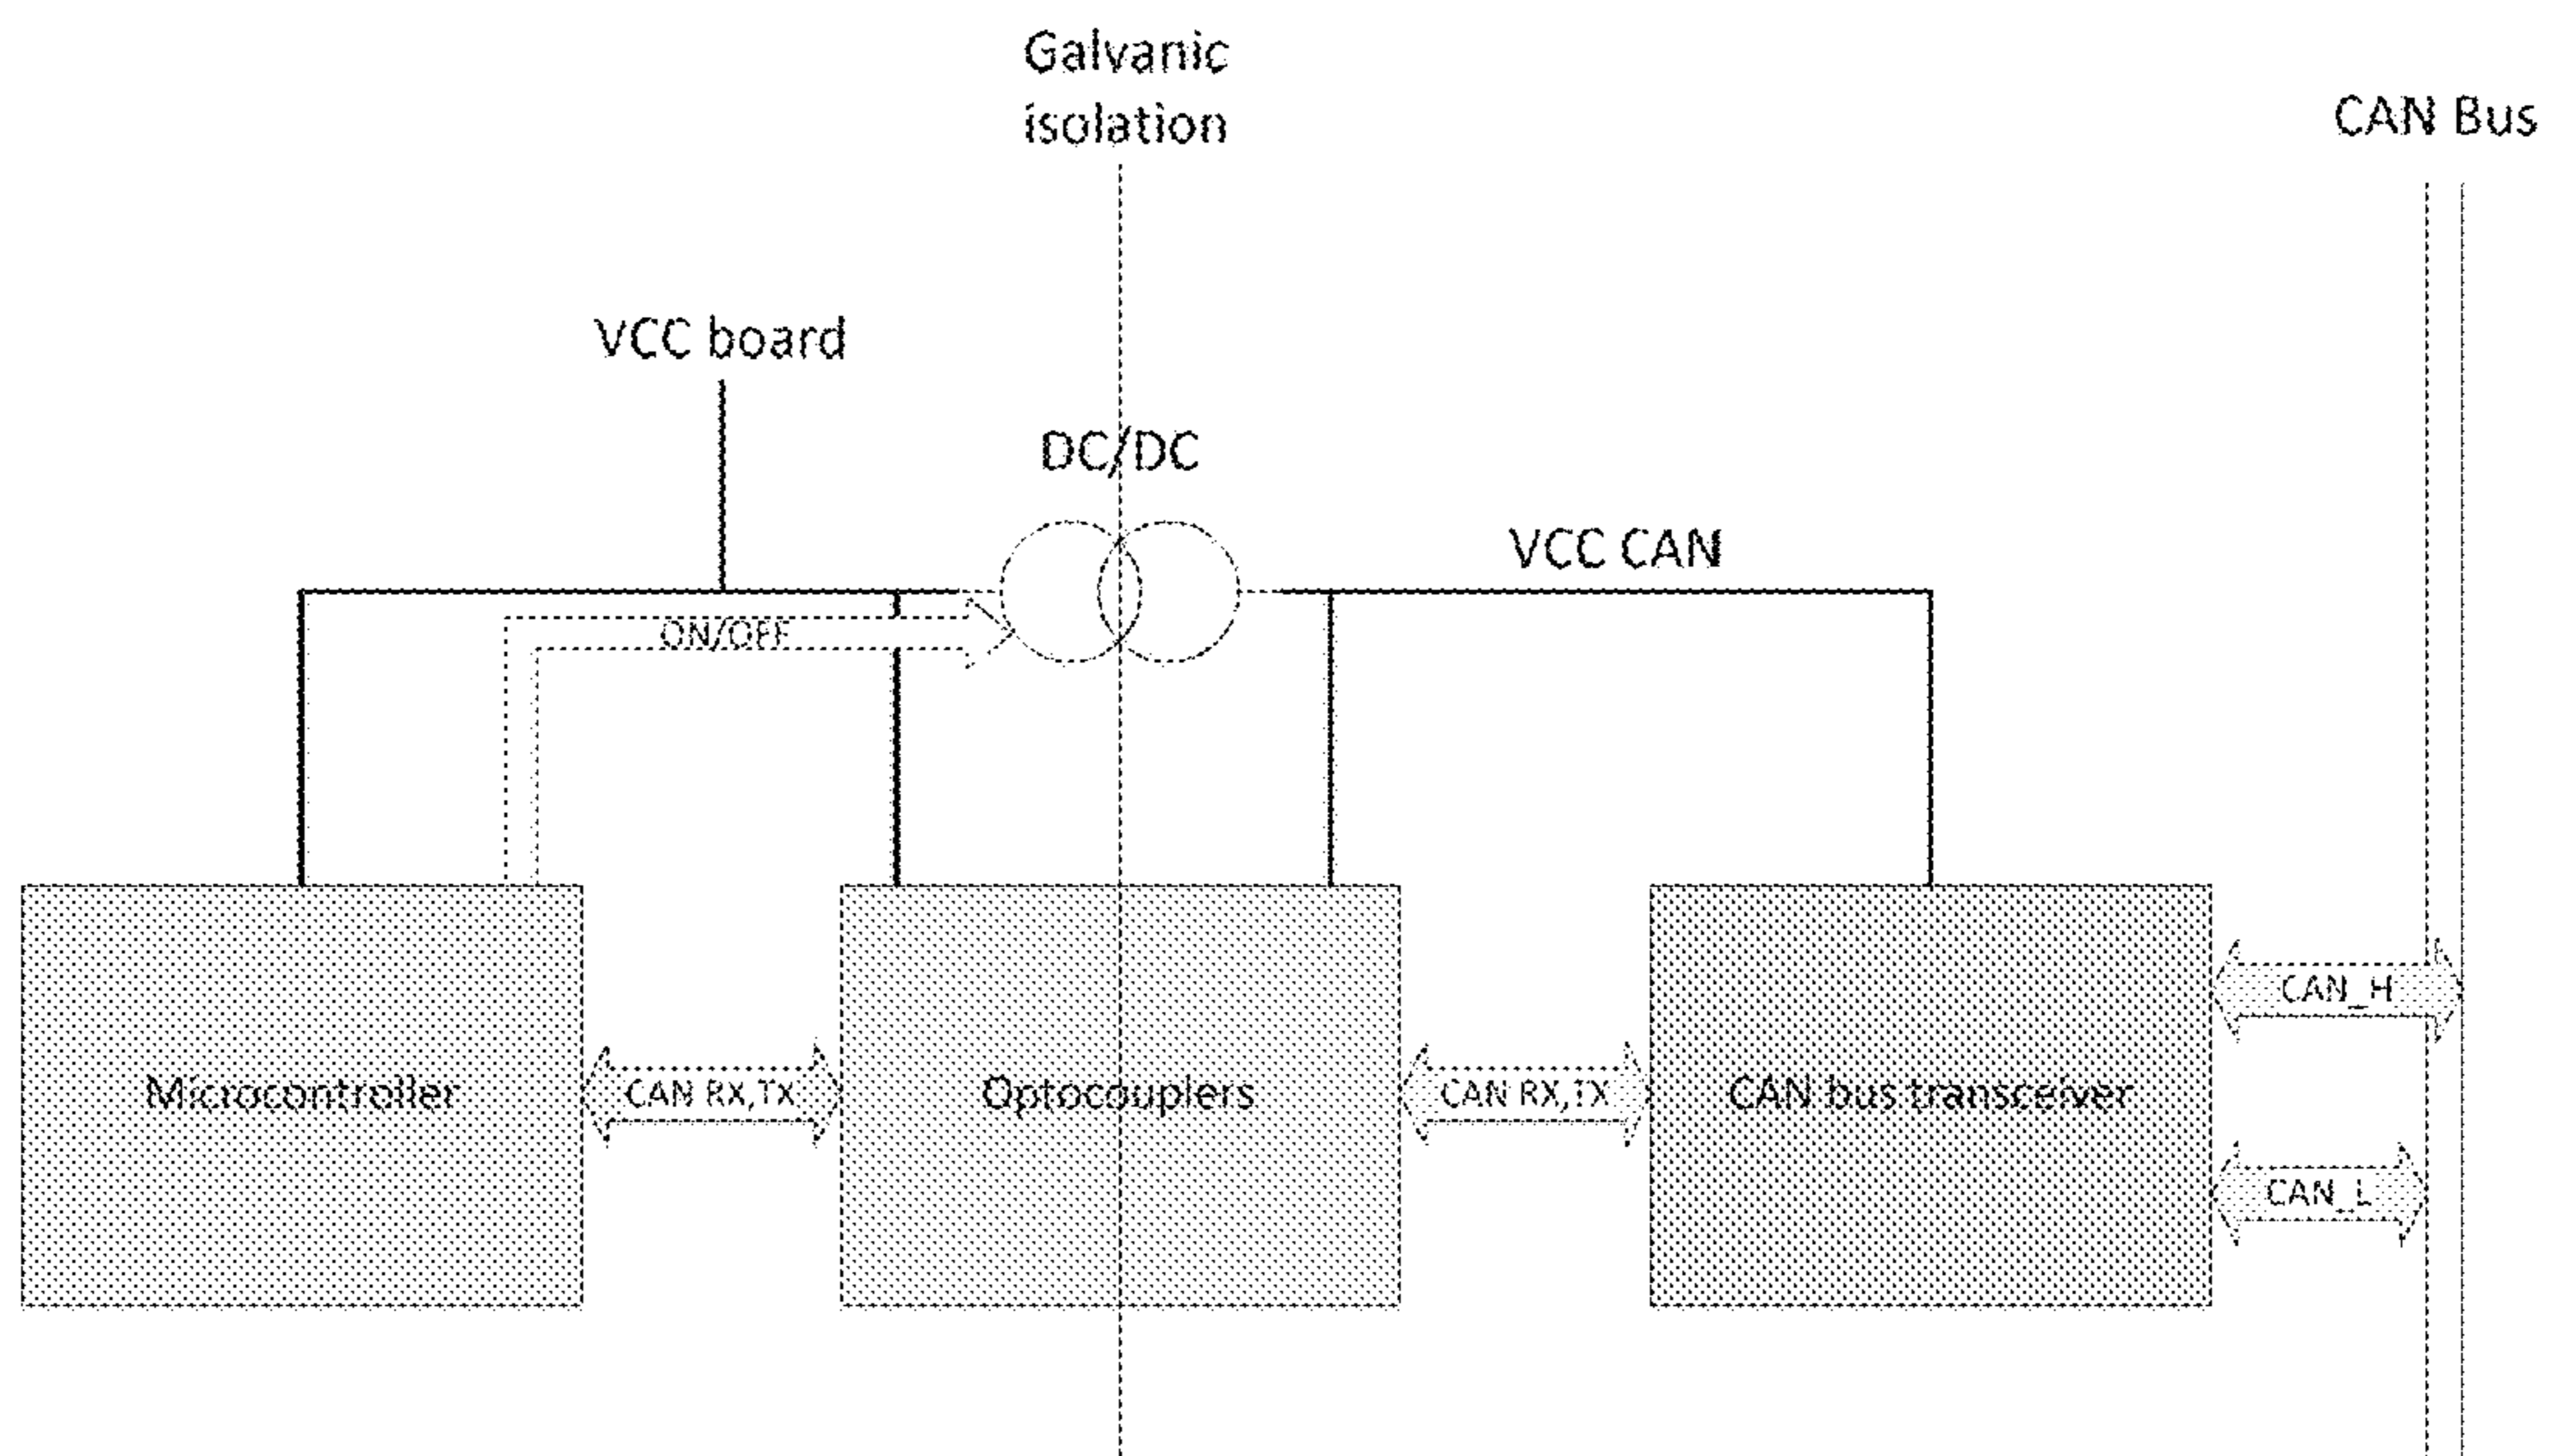 Galvanic
isolation
CAN Bus
VCC board
DC/DC
VCC CAN
ON/OFF
CAN_H
Microcontroller
CAN RX,TX
Optocouplers
CAN RX,TX
CAN bus transceiver
CAN_L